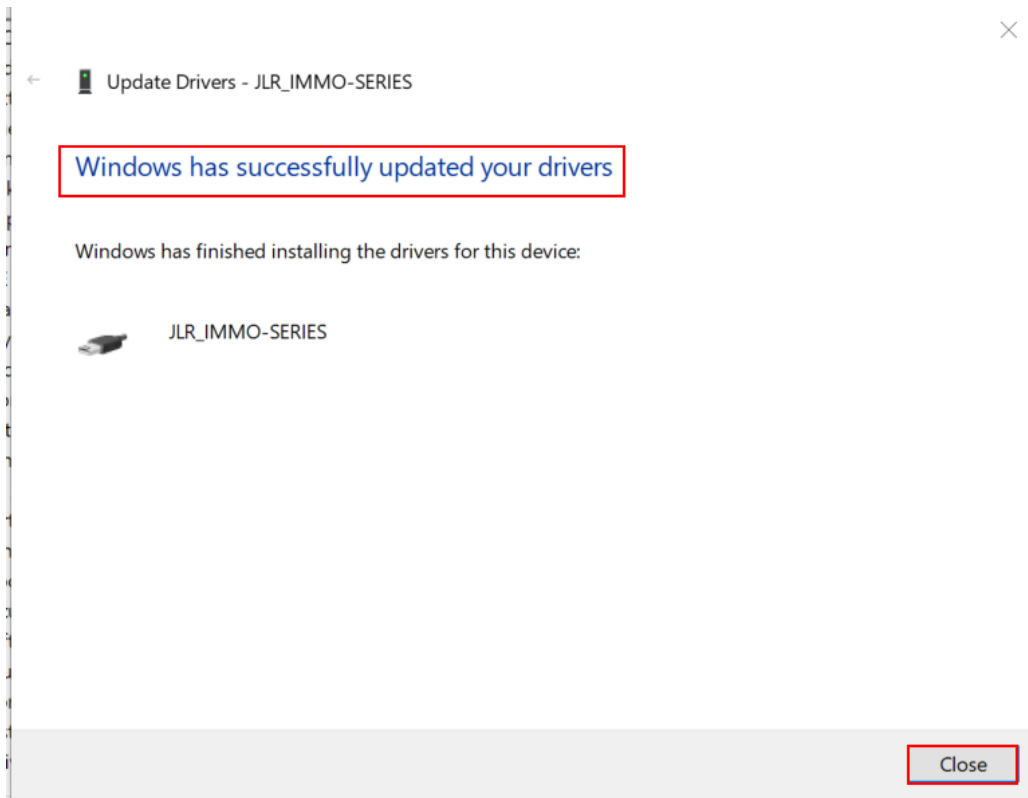 Update Drivers - JLR_IMMO-SERIES
Windows has successfully updated your drivers
Windows has finished installing the drivers for this device:
JLR_IMMO-SERIES
Close